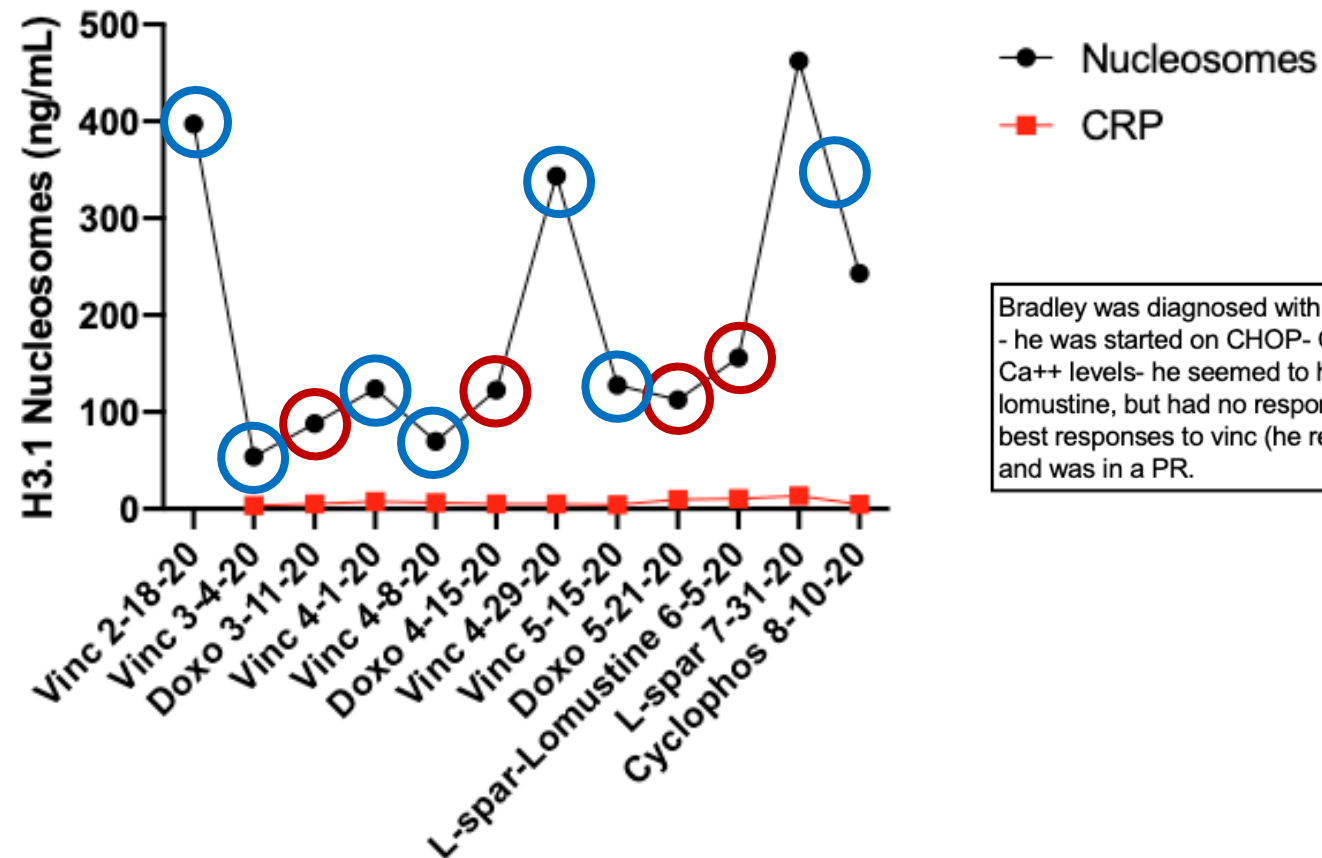 H3.1 Nucleosomes (ng/mL)
500
400
300
200
100
0
Vinc 2-18-20
Vinc 3-4-20
Doxo 3-11-20
Vinc 4-1-20
Vinc 4-8-20
Doxo 4-15-20
Vinc 4-29-20
Vinc 5-15-20
Doxo 5-21-20
L-spar-Lomustine 6-5-20
L-spar 7-31-20
Cyclophos 8-10-20
Nucleosomes
CRP
Bradley was diagnosed with
- he was started on CHOP-
Ca++ levels- he seemed to
lomustine, but had no
best responses to vinc (he
and was in a PR.